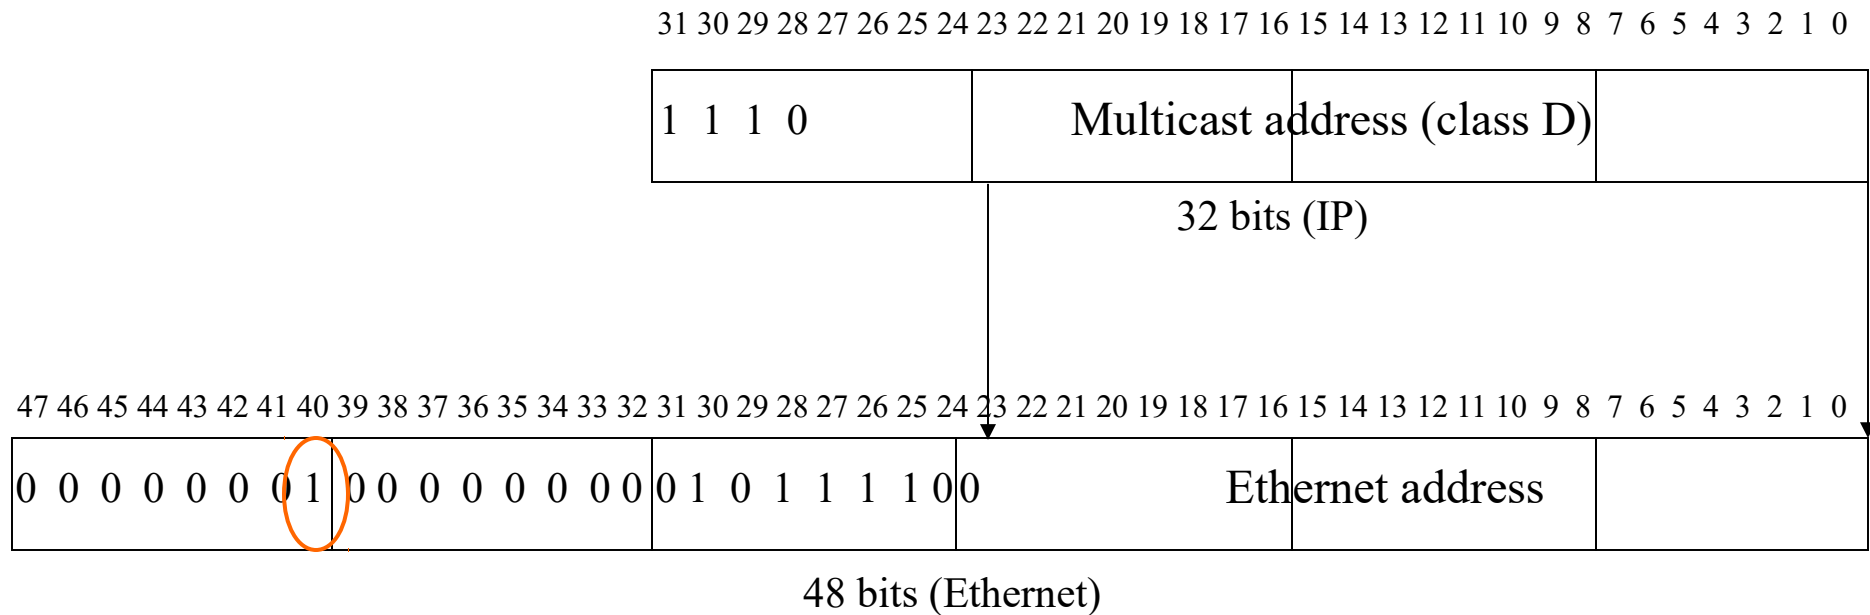 31 30 29 28 27 26 25 24 23 22 21 20 19 18 17 16 15 14 13 12 11 10 9 8 7 6 5 4 3 2 1 0
1 1 1 0 Multicast address (class D)
32 bits (IP)
47 46 45 44 43 42 41 40 39 38 37 36 35 34 33 32 31 30 29 28 27 26 25 24 23 22 21 20 19 18 17 16 15 14 13 12 11 10 9 8 7 6 5 4 3 2 1 0
0 0 0 0 0 0 0 1 0 0 0 0 0 0 0 0 0 1 0 1 1 1 1 0 0 Ethernet address
48 bits (Ethernet)